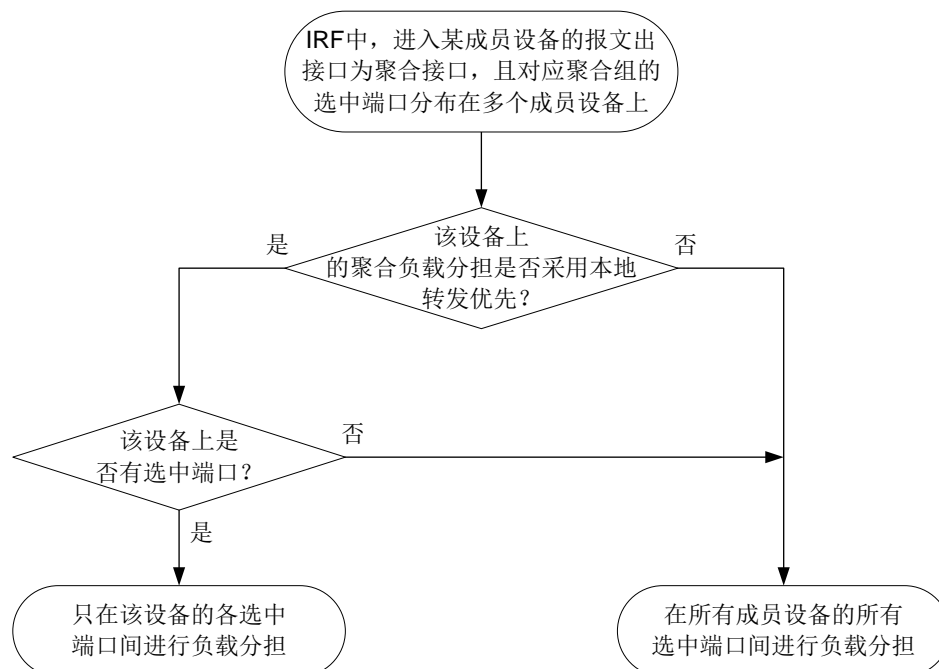 IRF中，进入某成员设备的报文出
接口为聚合接口，且对应聚合组的
选中端口分布在多个成员设备上
是
该设备上
的聚合负载分担是否采用本地
转发优先？
否
该设备上是
否有选中端口？
否
是
只在该设备的各选中
端口间进行负载分担
在所有成员设备的所有
选中端口间进行负载分担